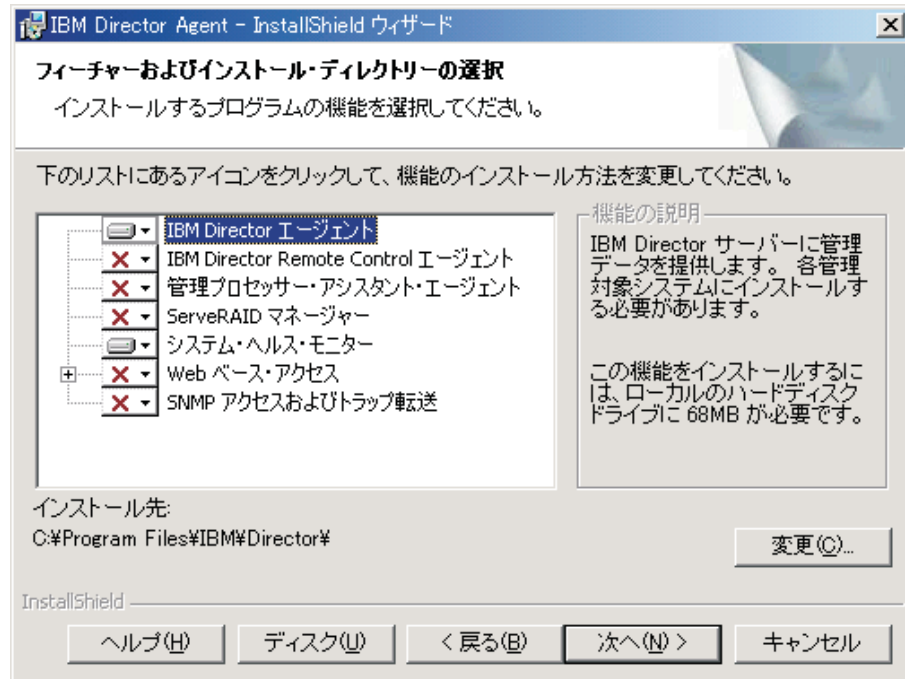 IBM Director Agent - InstallShield ウィザード
フィーチャーおよびインストール・ディレクトリーの選択
インストールするプログラムの機能を選択してください。
下のリストにあるアイコンをクリックして、機能のインストール方法を変更してください。
IBM Director エージェント
IBM Director Remote Control エージェント
管理プロセッサー・アシスタント・エージェント
ServeRAID マネージャー
システム・ヘルス・モニター
Web ベース・アクセス
SNMP アクセスおよびトラップ転送
機能の説明
IBM Director サーバーに管理
データを提供します。 各管理
対象システムにインストールす
る必要があります。
この機能をインストールするに
は、ローカルのハードディスク
ドライブに 68MB が必要です。
インストール先:
C:¥Program Files¥IBM¥Director¥
変更(C)...
InstallShield
ヘルプ(H)
ディスク(U)
< 戻る(B)
次へ(N) >
キャンセル